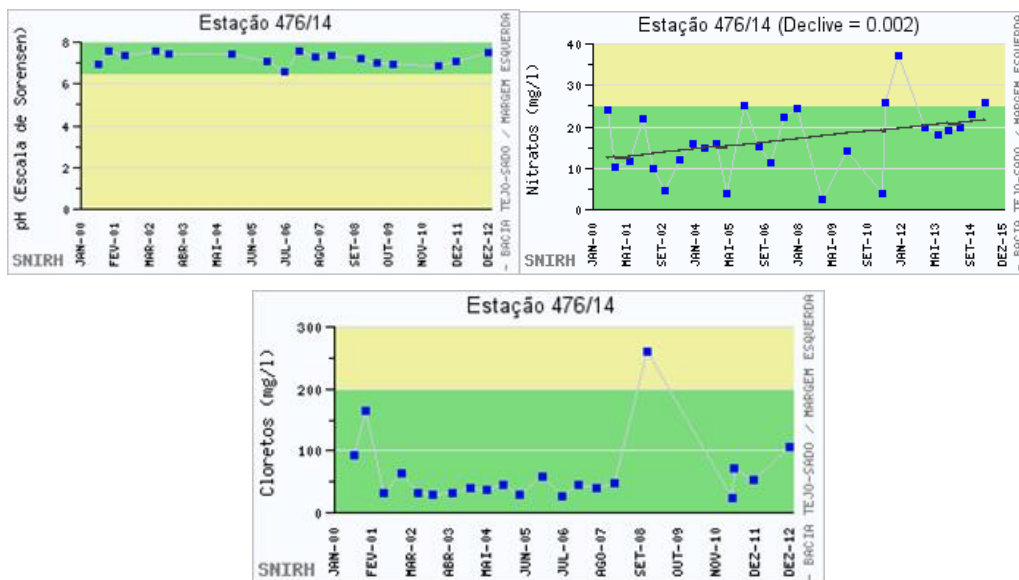 Estação 476/14
pH (Escala de Sorensen)
8
6
4
2
0
JAN-00
FEV-01
MAR-02
ABR-03
MAI-04
JUN-05
JUL-06
AGO-07
SET-08
OUT-09
NOV-10
DEZ-11
DEZ-12
SNIRH
- BACIA TEJO-SADO / MARGEM ESQUERDA
Estação 476/14 (Declive = 0.002)
Nitratos (mg/l)
40
30
20
10
0
JAN-00
MAI-01
SET-02
JAN-04
MAI-05
SET-06
JAN-08
MAI-09
SET-10
JAN-12
MAI-13
SET-14
DEZ-15
SNIRH
- BACIA TEJO-SADO / MARGEM ESQUERDA
Estação 476/14
Cloretos (mg/l)
300
200
100
0
JAN-00
FEV-01
MAR-02
ABR-03
MAI-04
JUN-05
JUL-06
AGO-07
SET-08
OUT-09
NOV-10
DEZ-11
DEZ-12
SNIRH
- BACIA TEJO-SADO / MARGEM ESQUERDA